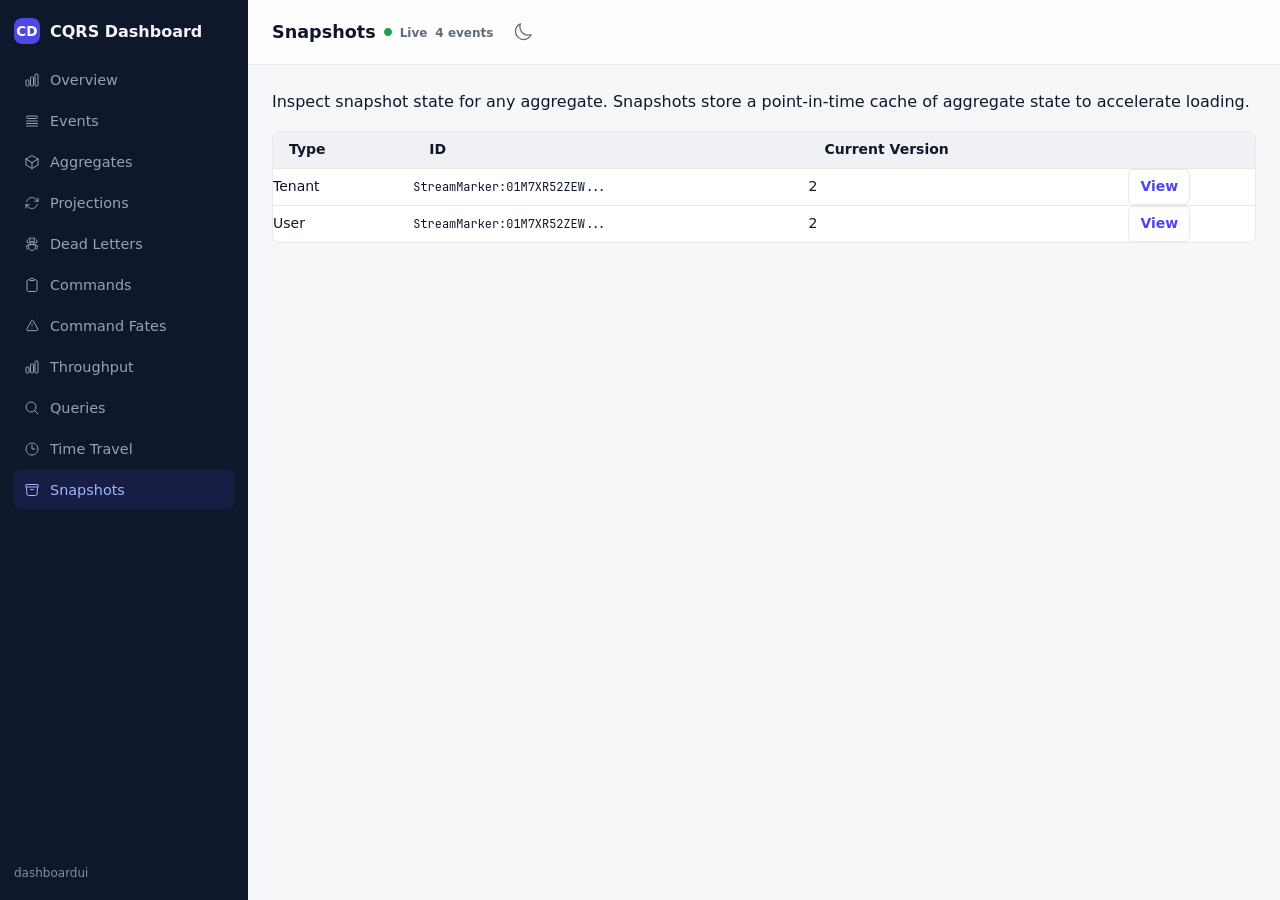 CD CQRS Dashboard
Overview
Events
Aggregates
Projections
Dead Letters
Commands
Command Fates
Throughput
Queries
Time Travel
Snapshots
dashboardui
Snapshots Live 4 events
Inspect snapshot state for any aggregate. Snapshots store a point-in-time cache of aggregate state to accelerate loading.
Type ID Current Version
Tenant StreamMarker:01M7XR52ZEW... 2 View
User StreamMarker:01M7XR52ZEW... 2 View